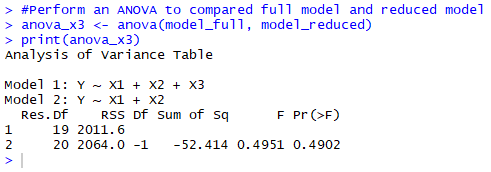 > #Perform an ANOVA to compared full model and reduced model
> anova_x3 <- anova(model_full, model_reduced)
> print(anova_x3)
Analysis of Variance Table

Model 1: Y ~ X1 + X2 + X3
Model 2: Y ~ X1 + X2
  Res.Df    RSS Df Sum of Sq      F Pr(>F)
1     19 2011.6
2     20 2064.0 -1   -52.414 0.4951 0.4902
>